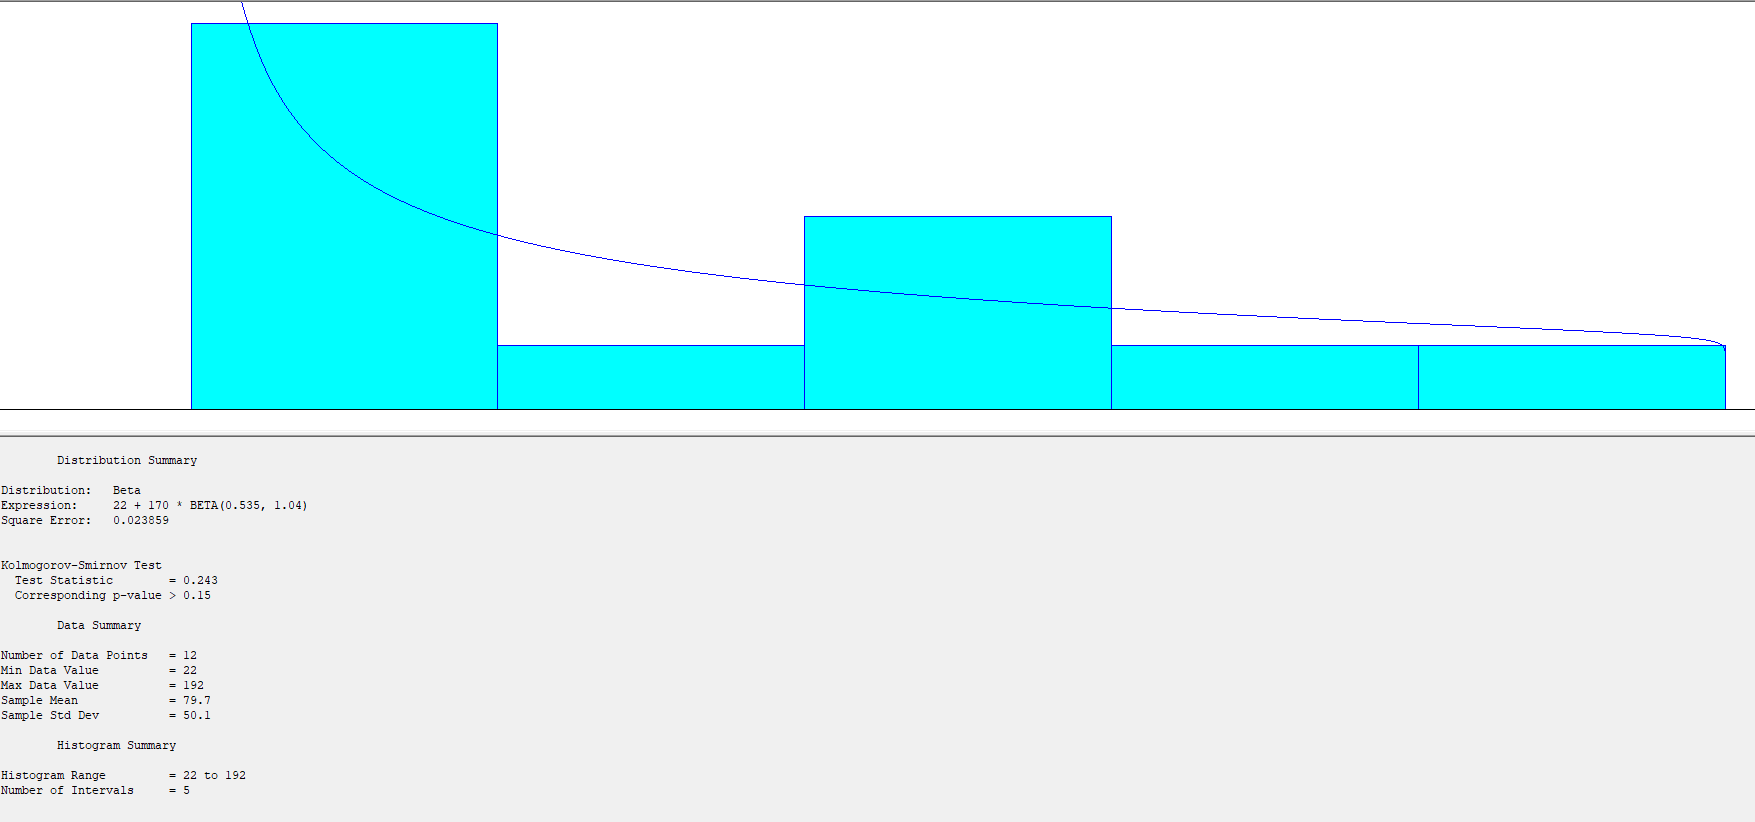 Distribution Summary
Distribution: Beta
Expression: 22 + 170 * BETA(0.535, 1.04)
Square Error: 0.023859
Kolmogorov-Smirnov Test
Test Statistic = 0.243
Corresponding p-value > 0.15
Data Summary
Number of Data Points = 12
Min Data Value = 22
Max Data Value = 192
Sample Mean = 79.7
Sample Std Dev = 50.1
Histogram Summary
Histogram Range = 22 to 192
Number of Intervals = 5